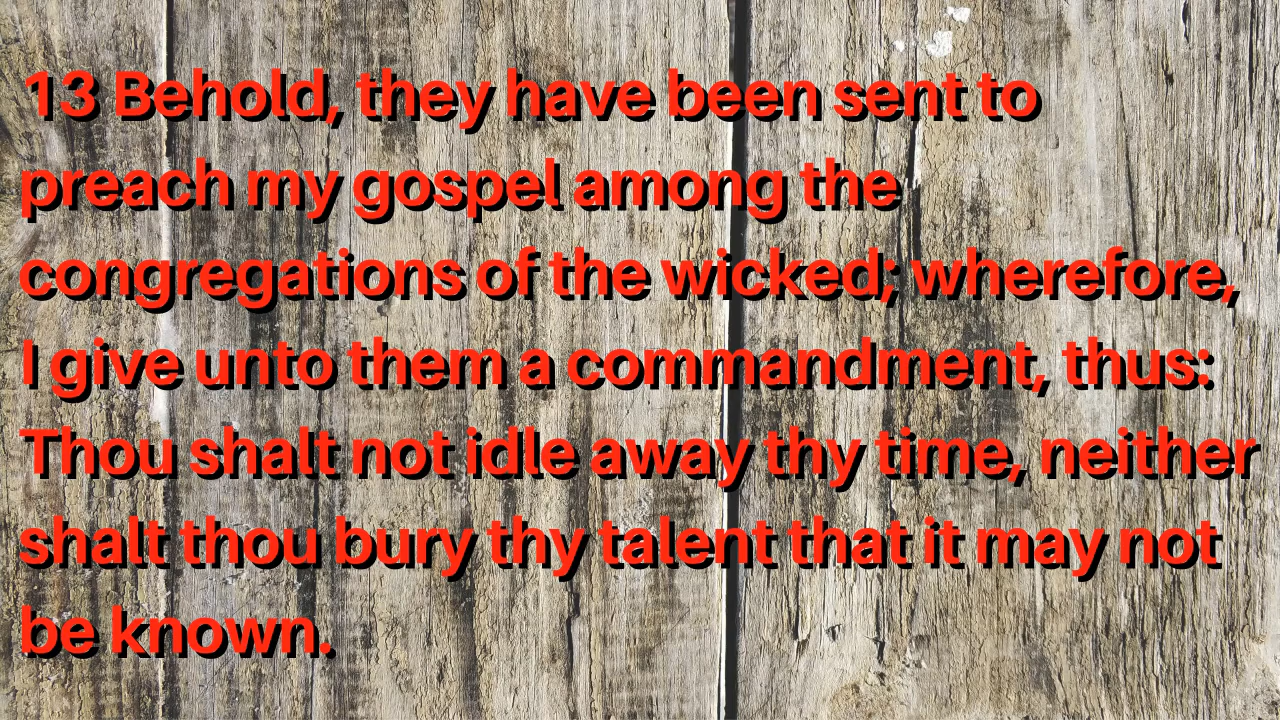 13 Behold, they have been sent to
preach my gospel among the
congregations of the wicked; wherefore,
I give unto them a commandment, thus:
Thou shalt not idle away thy time, neither
shalt thou bury thy talent that it may not
be known.